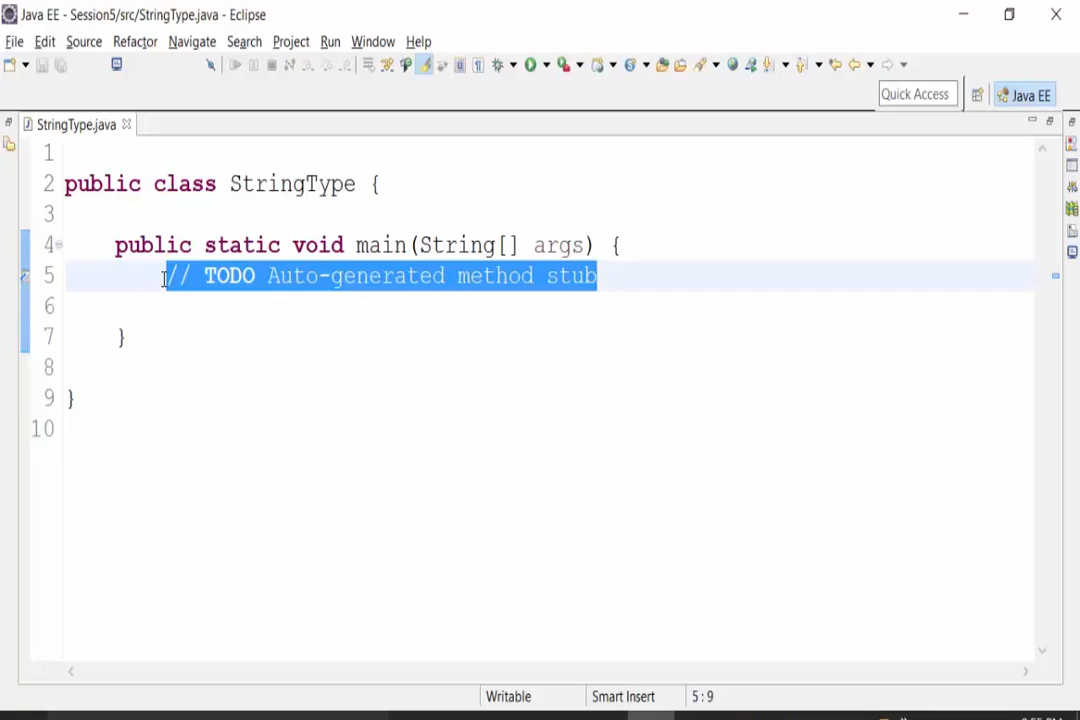 Java EE - Session5/src/StringType.java - Eclipse
File Edit Source Refactor Navigate Search Project Run Window Help
Quick Access
Java EE
StringType.java
1
2 public class StringType {
3
4 public static void main(String[] args) {
5 // TODO Auto-generated method stub
6
7 }
8
9 }
10
Writable Smart Insert 5:9